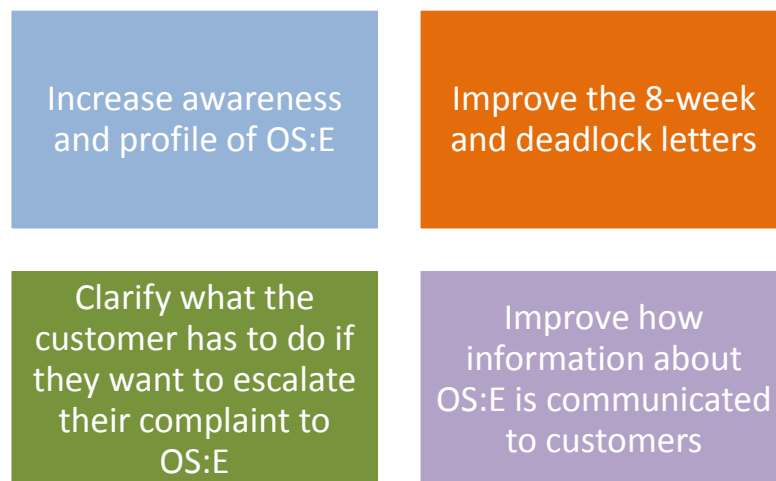 Increase awareness
and profile of OS:E
Improve the 8-week
and deadlock letters
Clarify what the
customer has to do if
they want to escalate
their complaint to
OS:E
Improve how
information about
OS:E is communicated
to customers